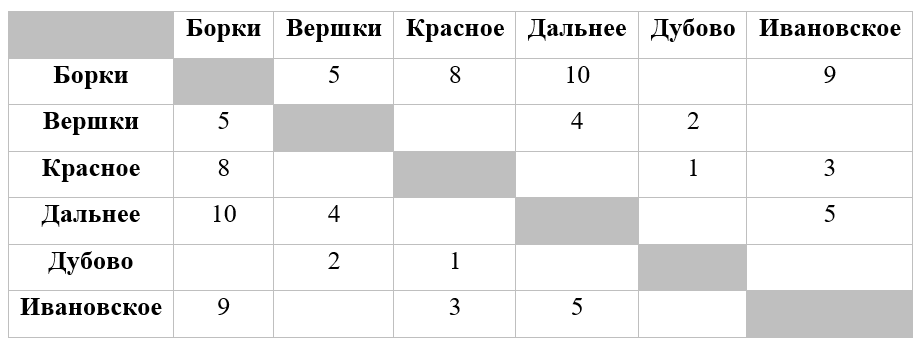 Борки Вершки Красное Дальнее Дубово Ивановское
Борки 5 8 10 9
Вершки 5 4 2
Красное 8 1 3
Дальнее 10 4 5
Дубово 2 1
Ивановское 9 3 5